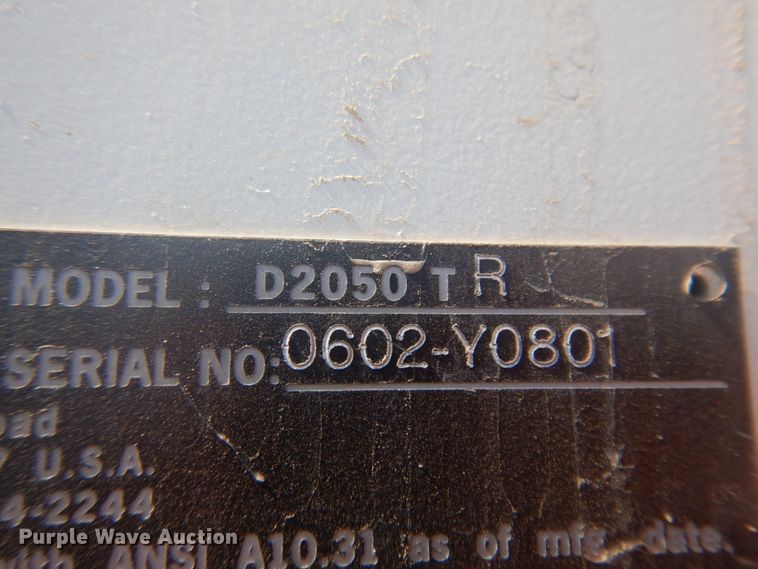 MODEL: D2050 TR
SERIAL NO: 0602-Y0801
U.S.A.
4-2244
with ANSI A10.31 as of mfg date.
Purple Wave Auction